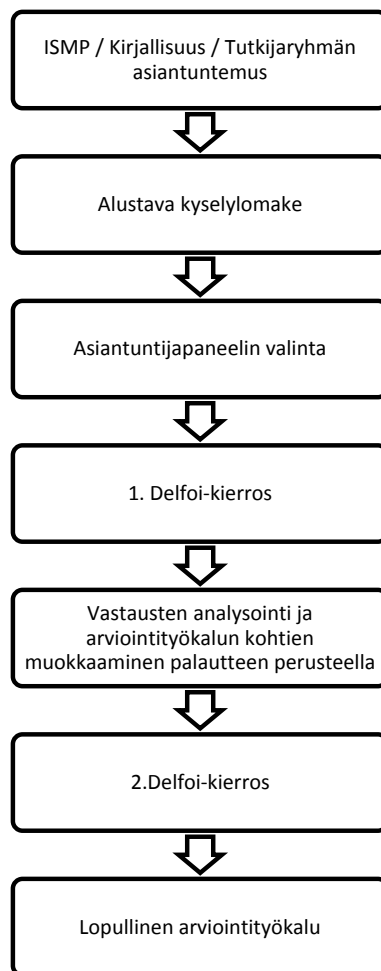 ISMP / Kirjallisuus / Tutkijaryhmän
asiantuntemus
Alustava kyselylomake
Asiantuntijapaneelin valinta
1. Delfoi-kierros
Vastausten analysointi ja
arviointityökalun kohtien
muokkaaminen palautteen perusteella
2.Delfoi-kierros
Lopullinen arviointityökalu